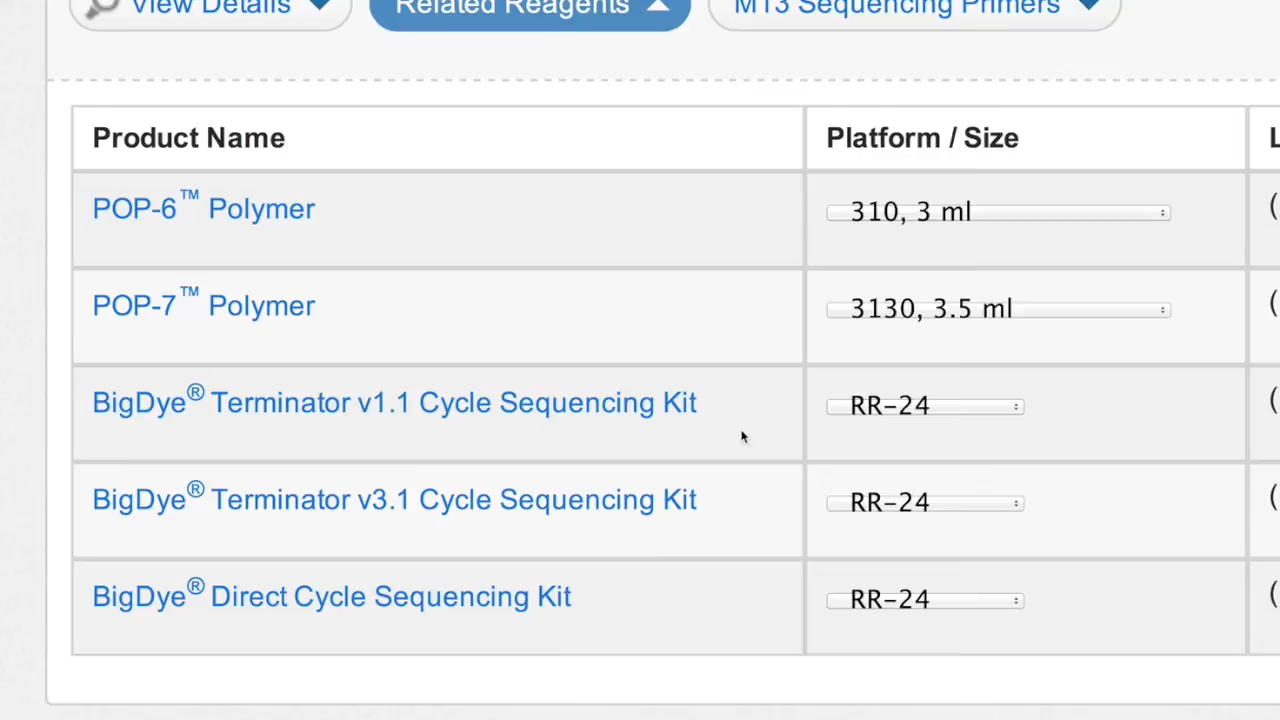 View Details Related Reagents M13 Sequencing Primers
Product Name Platform / Size L
POP-6™ Polymer 310, 3 ml (
POP-7™ Polymer 3130, 3.5 ml (
BigDye® Terminator v1.1 Cycle Sequencing Kit RR-24 (
BigDye® Terminator v3.1 Cycle Sequencing Kit RR-24 (
BigDye® Direct Cycle Sequencing Kit RR-24 (